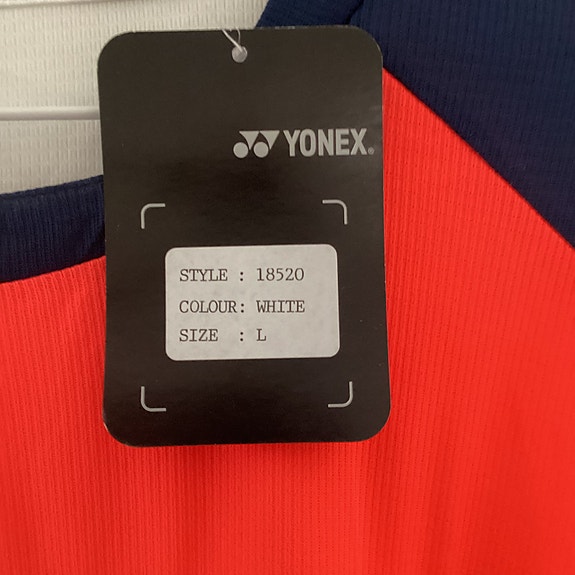 YONEX®
STYLE : 18520
COLOUR: WHITE
SIZE : L